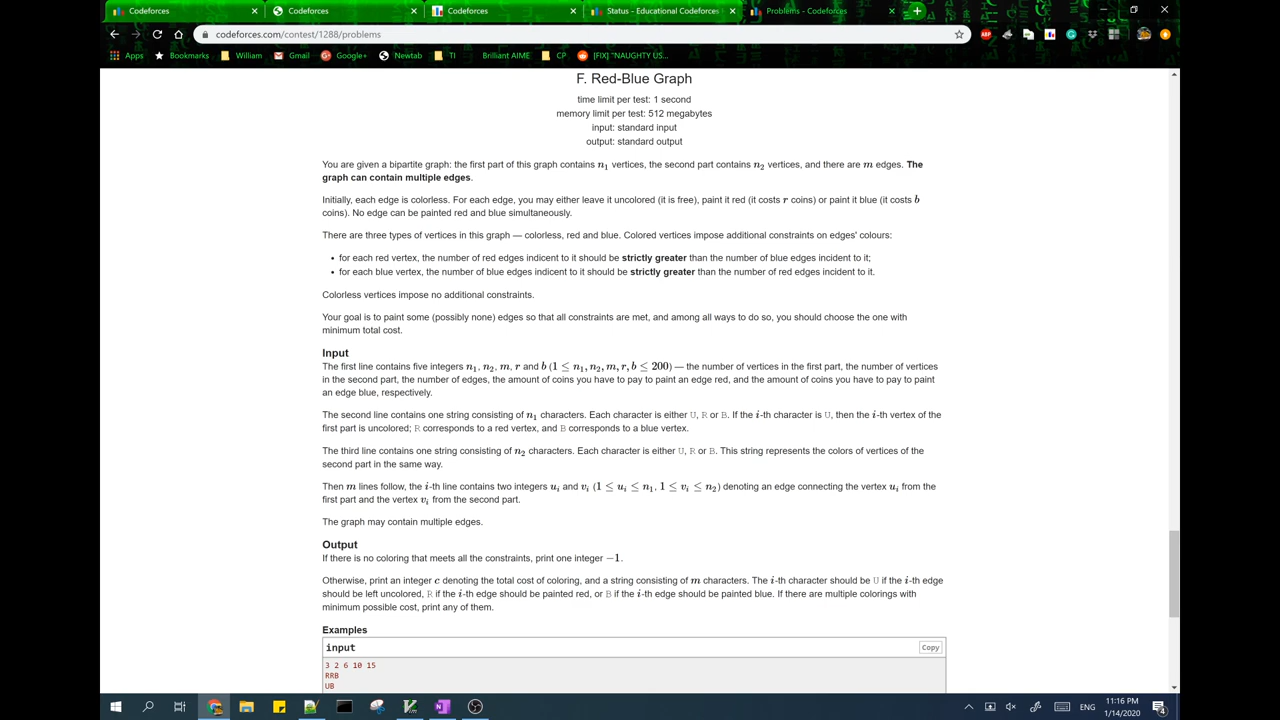 Codeforces
Codeforces
Codeforces
Status - Educational Codeforces
Problems - Codeforces
codeforces.com/contest/1288/problems
Apps Bookmarks William Gmail Google+ Newtab TI Brilliant AIME CP [FIX] "NAUGHTY US...
F. Red-Blue Graph
time limit per test: 1 second
memory limit per test: 512 megabytes
input: standard input
output: standard output
You are given a bipartite graph: the first part of this graph contains n₁ vertices, the second part contains n₂ vertices, and there are m edges. The
graph can contain multiple edges.
Initially, each edge is colorless. For each edge, you may either leave it uncolored (it is free), paint it red (it costs r coins) or paint it blue (it costs b
coins). No edge can be painted red and blue simultaneously.
There are three types of vertices in this graph — colorless, red and blue. Colored vertices impose additional constraints on edges' colours:
• for each red vertex, the number of red edges indicent to it should be strictly greater than the number of blue edges incident to it;
• for each blue vertex, the number of blue edges indicent to it should be strictly greater than the number of red edges incident to it.
Colorless vertices impose no additional constraints.
Your goal is to paint some (possibly none) edges so that all constraints are met, and among all ways to do so, you should choose the one with
minimum total cost.
Input
The first line contains five integers n₁, n₂, m, r and b (1 ≤ n₁, n₂, m, r, b ≤ 200) — the number of vertices in the first part, the number of vertices
in the second part, the number of edges, the amount of coins you have to pay to paint an edge red, and the amount of coins you have to pay to paint
an edge blue, respectively.
The second line contains one string consisting of n₁ characters. Each character is either U, R or B. If the i-th character is U, then the i-th vertex of the
first part is uncolored; R corresponds to a red vertex, and B corresponds to a blue vertex.
The third line contains one string consisting of n₂ characters. Each character is either U, R or B. This string represents the colors of vertices of the
second part in the same way.
Then m lines follow, the i-th line contains two integers uᵢ and vᵢ (1 ≤ uᵢ ≤ n₁, 1 ≤ vᵢ ≤ n₂) denoting an edge connecting the vertex uᵢ from the
first part and the vertex vᵢ from the second part.
The graph may contain multiple edges.
Output
If there is no coloring that meets all the constraints, print one integer −1.
Otherwise, print an integer c denoting the total cost of coloring, and a string consisting of m characters. The i-th character should be U if the i-th edge
should be left uncolored, R if the i-th edge should be painted red, or B if the i-th edge should be painted blue. If there are multiple colorings with
minimum possible cost, print any of them.
Examples
input Copy
3 2 6 10 15
RRB
UB
ENG 11:16 PM
1/14/2020